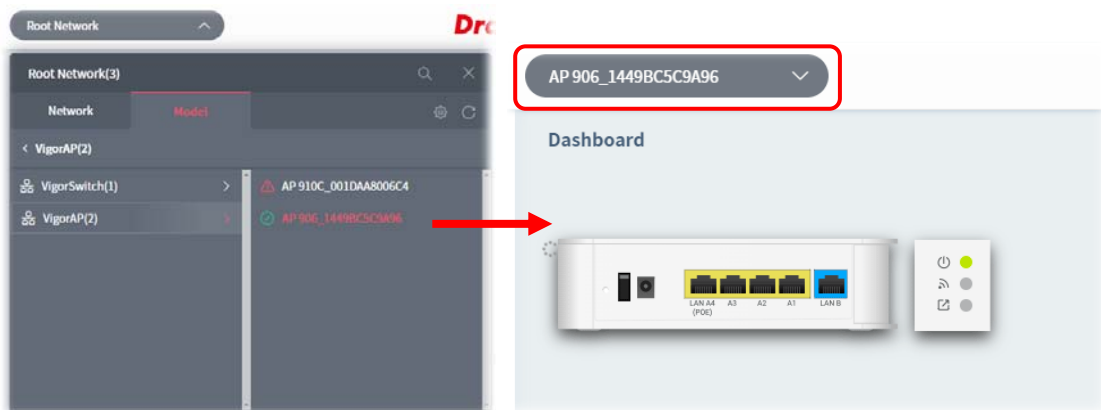 Root Network
Dr
Root Network(3)
Network
Model
VigorAP(2)
VigorSwitch(1)
AP 910C_001DAA8006C4
VigorAP(2)
AP 906_1449BC5C9A96
AP 906_1449BC5C9A96
Dashboard
LAN A4
(POE)
A3
A2
A1
LAN B